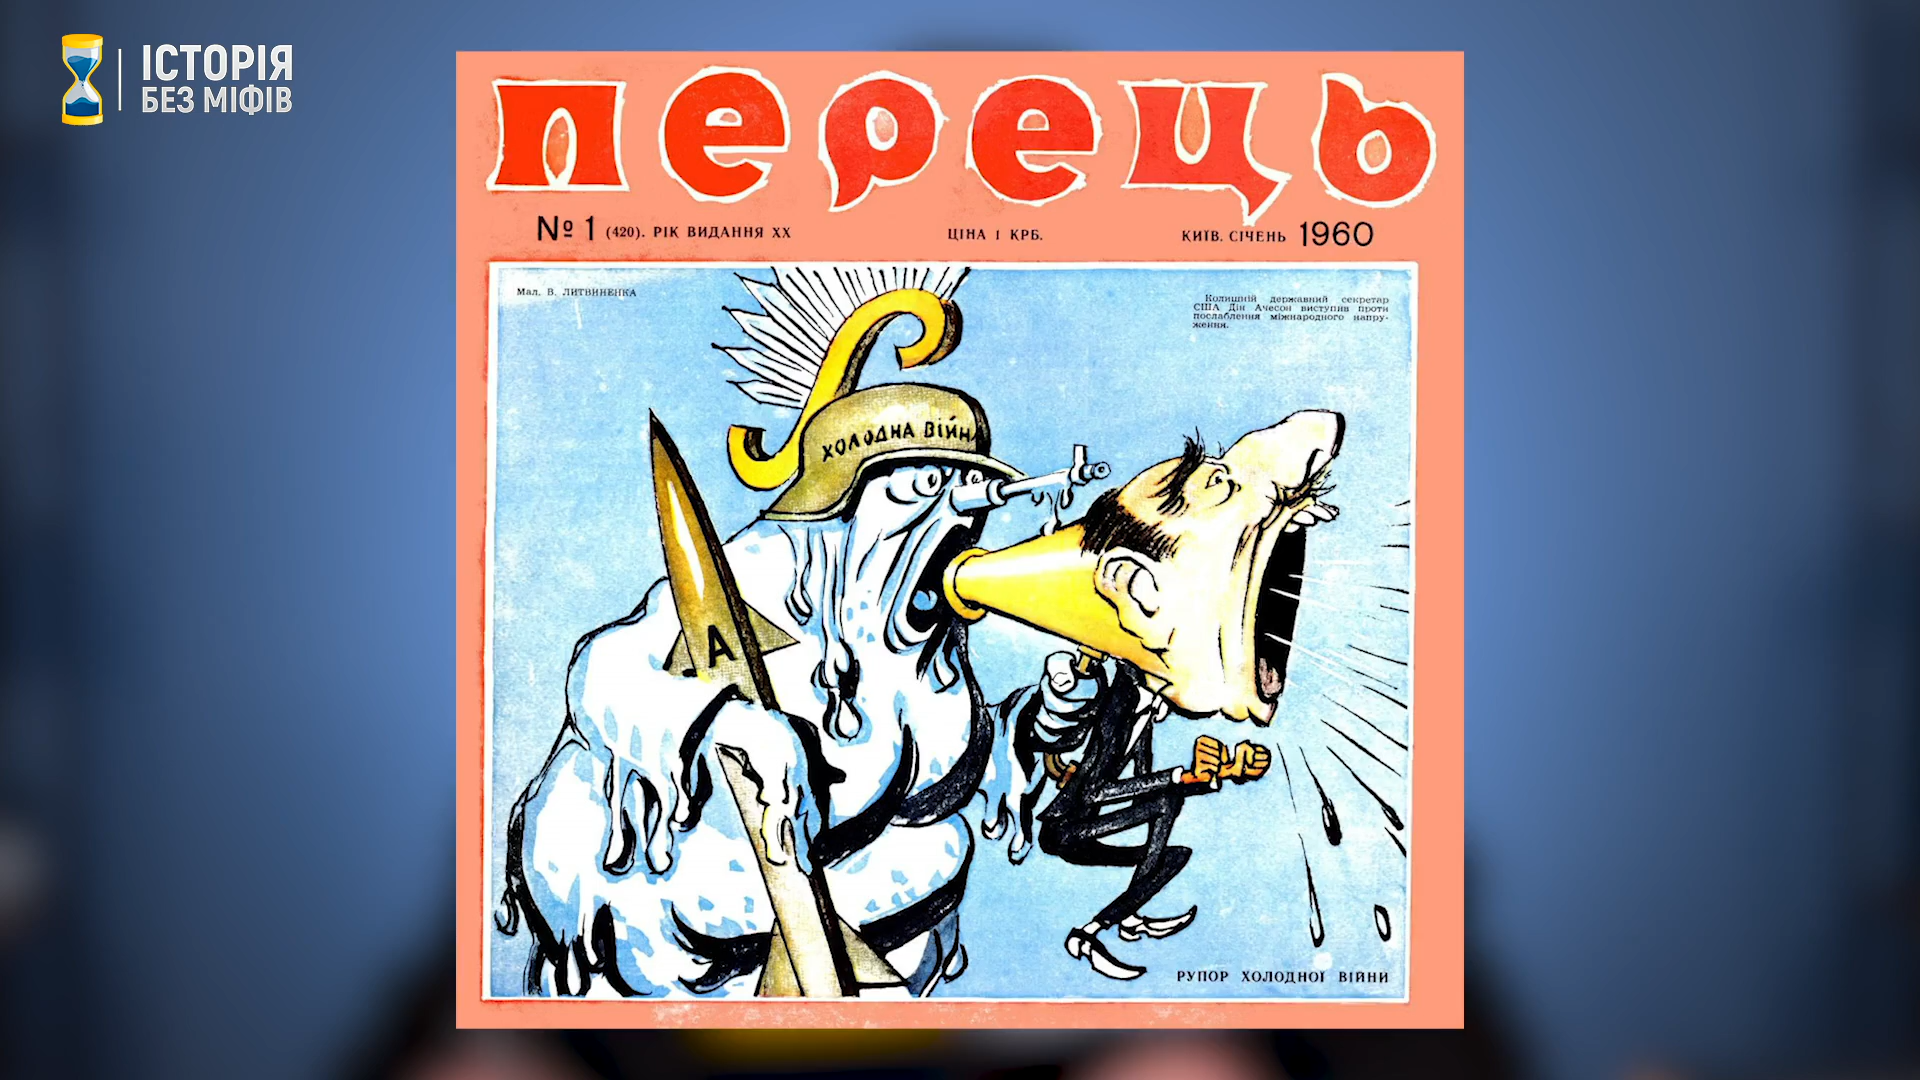 ІСТОРІЯ
БЕЗ МІФІВ
перець
№ 1 (420). РІК ВИДАННЯ XX
ЦІНА 1 КРБ.
КИЇВ. СІЧЕНЬ 1960
Мал. В. ЛИТВИНЕНКА
Колишній державний секретар
США Дін Ачесон виступив проти
послаблення міжнародного напру-
ження.
ХОЛОДНА ВІЙНА
А
РУПОР ХОЛОДНОЇ ВІЙНИ